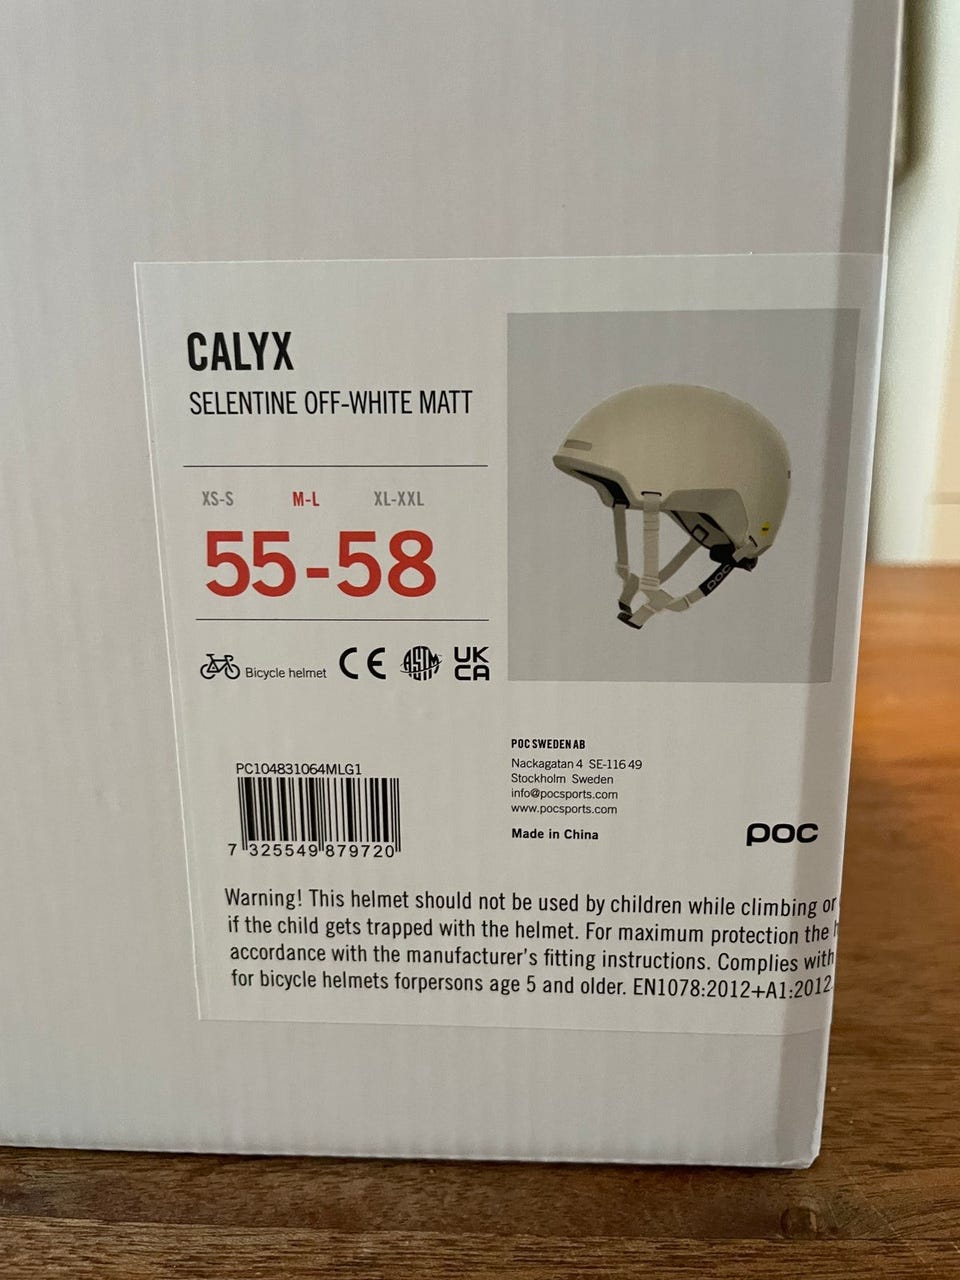 CALYX
SELENTINE OFF-WHITE MATT
XS-S M-L XL-XXL
55-58
Bicycle helmet CE ASTM UK CA
poc
PC104831064MLG1
7 325549 879720
POC SWEDEN AB
Nackagatan 4 SE-116 49
Stockholm Sweden
info@pocsports.com
www.pocsports.com
Made in China
poc
Warning! This helmet should not be used by children while climbing or
if the child gets trapped with the helmet. For maximum protection the
accordance with the manufacturer's fitting instructions. Complies with
for bicycle helmets forpersons age 5 and older. EN1078:2012+A1:2012